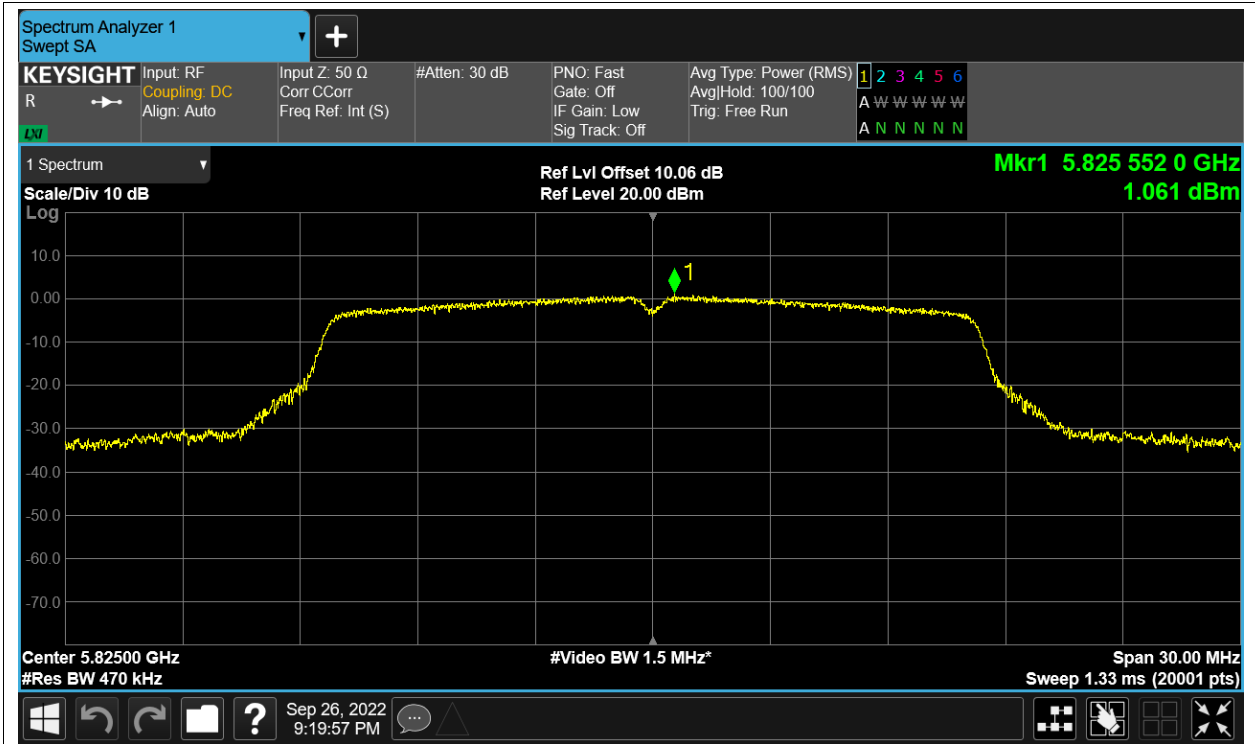 Spectrum Analyzer 1
Swept SA
KEYSIGHT
R
LXI
Input: RF
Coupling: DC
Align: Auto
Input Z: 50 Ω
Corr CCorr
Freq Ref: Int (S)
#Atten: 30 dB
PNO: Fast
Gate: Off
IF Gain: Low
Sig Track: Off
Avg Type: Power (RMS)
Avg|Hold: 100/100
Trig: Free Run
1 2 3 4 5 6
A W W W W W
A N N N N N
1 Spectrum
Scale/Div 10 dB
Ref Lvl Offset 10.06 dB
Ref Level 20.00 dBm
Mkr1 5.825 552 0 GHz
1.061 dBm
Log
10.0
0.00
-10.0
-20.0
-30.0
-40.0
-50.0
-60.0
-70.0
1
Center 5.82500 GHz
#Res BW 470 kHz
#Video BW 1.5 MHz*
Span 30.00 MHz
Sweep 1.33 ms (20001 pts)
?
Sep 26, 2022
9:19:57 PM